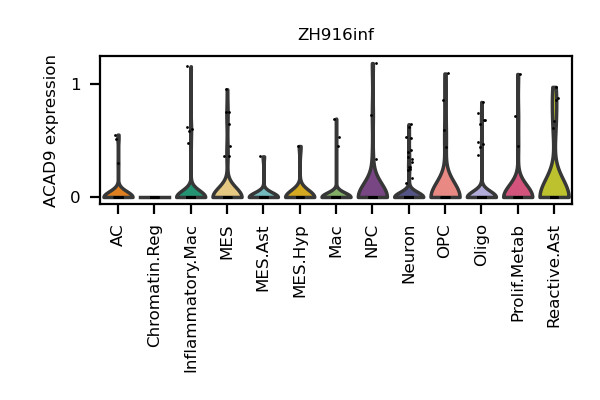 ZH916inf
ACAD9 expression
1
0
AC
Chromatin.Reg
Inflammatory.Mac
MES
MES.Ast
MES.Hyp
Mac
NPC
Neuron
OPC
Oligo
Prolif.Metab
Reactive.Ast